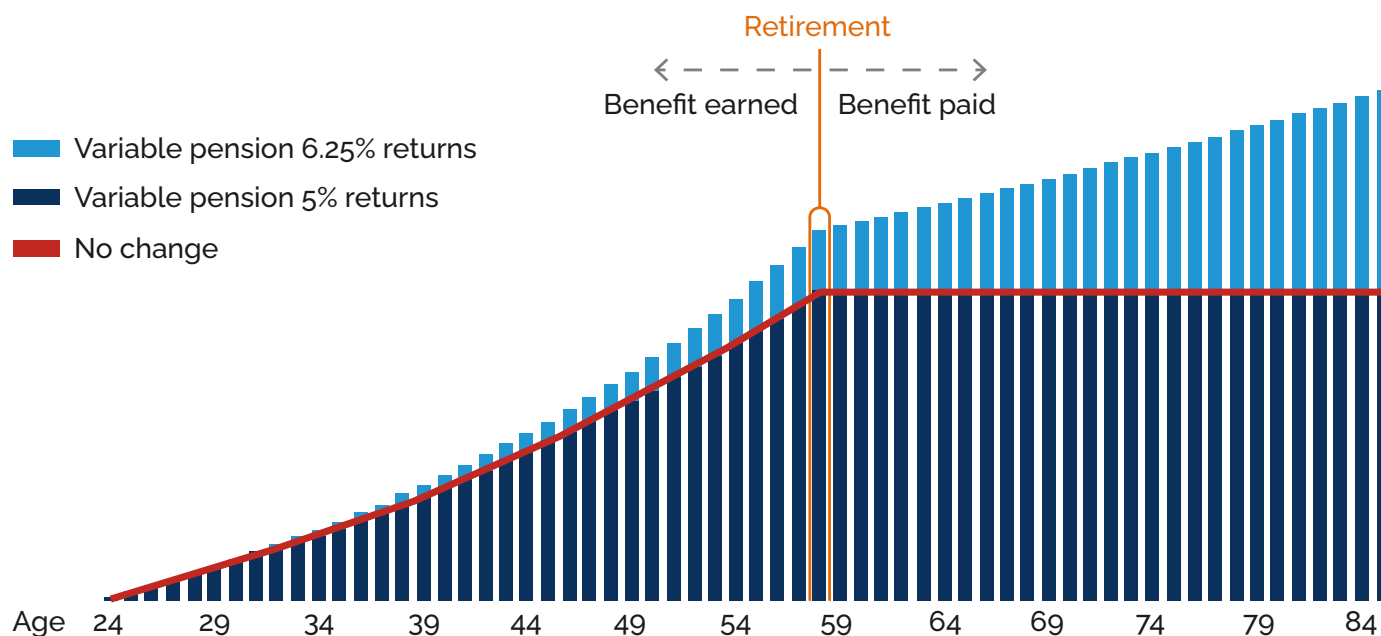 Retirement
Benefit earned Benefit paid
Variable pension 6.25% returns
Variable pension 5% returns
No change
Age 24 29 34 39 44 49 54 59 64 69 74 79 84